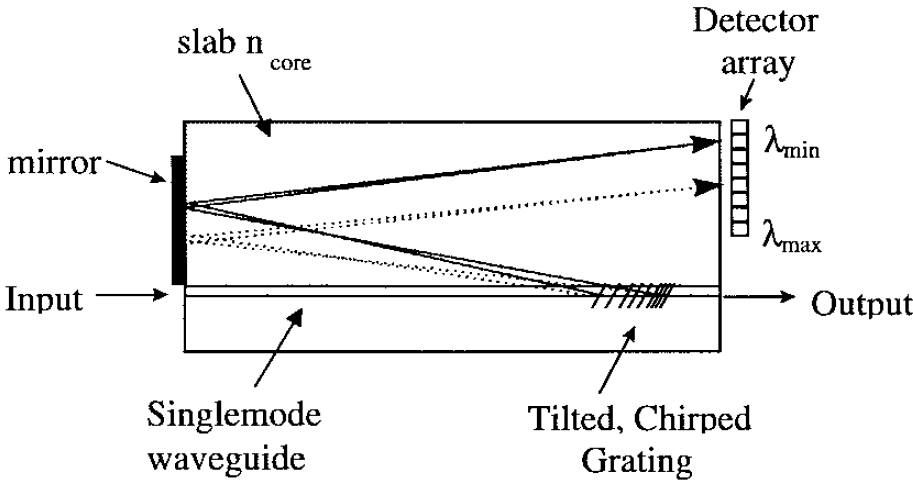 Detector
array
slab n core
λmin
mirror
λmax
Input
Output
Singlemode
waveguide
Tilted, Chirped
Grating